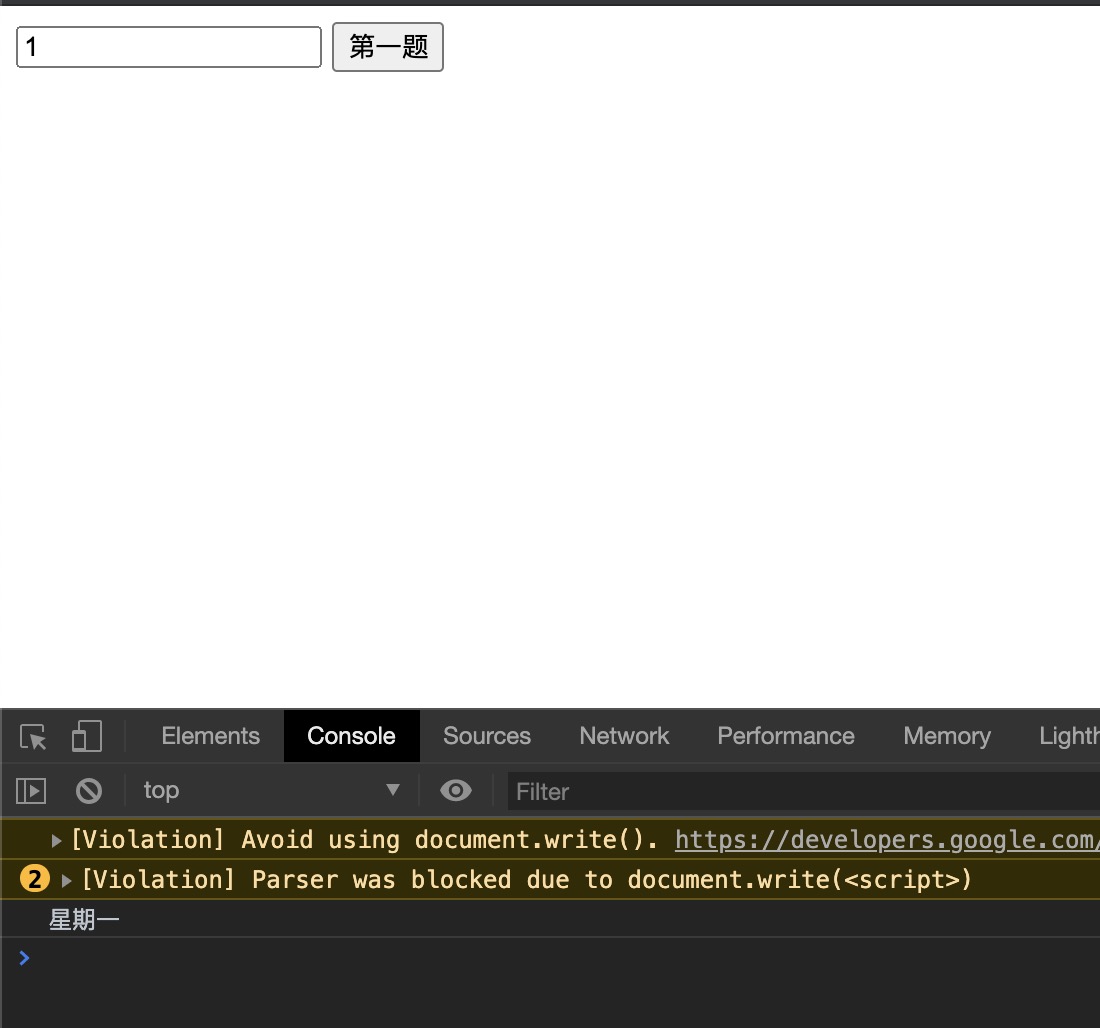 1 第一题
Elements Console Sources Network Performance Memory Lighth
top Filter
[Violation] Avoid using document.write(). https://developers.google.com/
2 [Violation] Parser was blocked due to document.write(<script>)
星期一